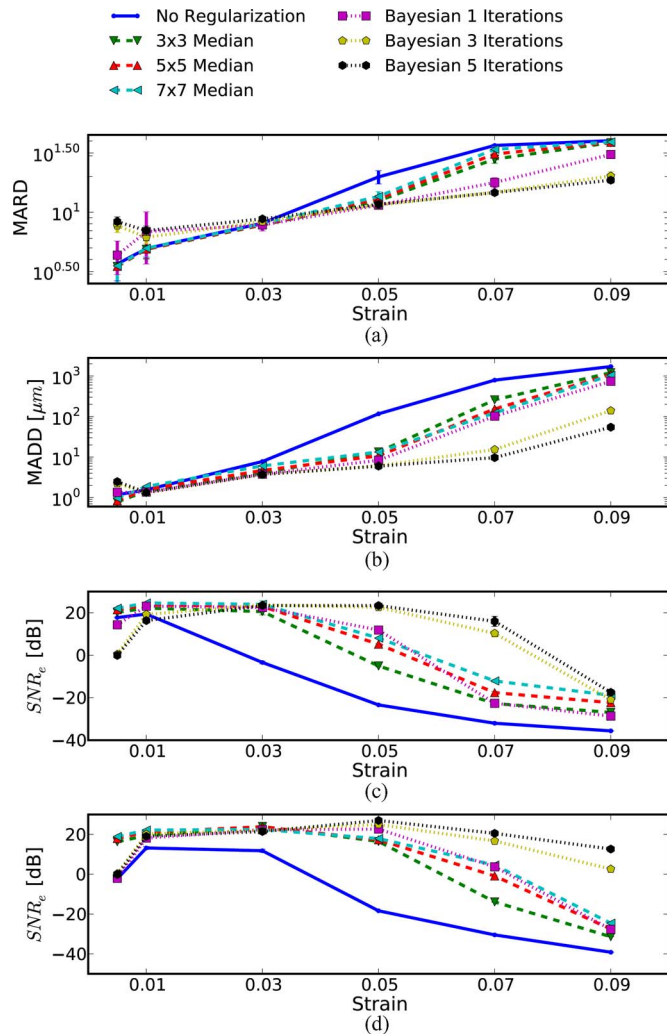 No Regularization
3x3 Median
5x5 Median
7x7 Median
Bayesian 1 Iterations
Bayesian 3 Iterations
Bayesian 5 Iterations
MARD
10^1.50
10^1
10^0.50
0.01 0.03 0.05 0.07 0.09
Strain
(a)
MADD [μm]
10^3
10^2
10^1
10^0
0.01 0.03 0.05 0.07 0.09
Strain
(b)
SNR_e [dB]
20
0
−20
−40
0.01 0.03 0.05 0.07 0.09
Strain
(c)
SNR_e [dB]
20
0
−20
−40
0.01 0.03 0.05 0.07 0.09
Strain
(d)